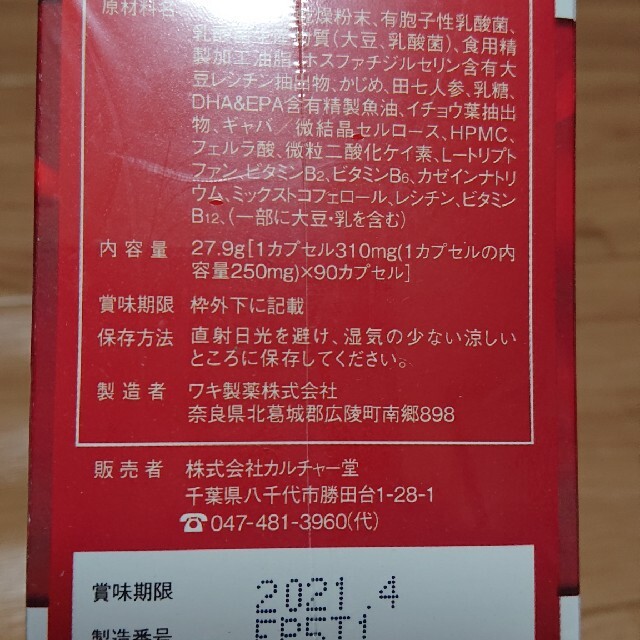 原材料名 燥粉末、有胞子性乳酸菌、
質(大豆、乳酸菌)、食用精
製加工油脂、ホスファチジルセリン含有大
豆レシチン抽出物、かじめ、田七人参、乳糖、
DHA&EPA含有精製魚油、イチョウ葉抽出
物、ギャバ/微結晶セルロース、HPMC、
フェルラ酸、微粒二酸化ケイ素、L-トリプト
ファン、ビタミンB2、ビタミンB6、カゼインナトリ
ウム、ミックストコフェロール、レシチン、ビタミン
B12、(一部に大豆・乳を含む)
内容量 27.9g[1カプセル310mg(1カプセルの内
容量250mg)×90カプセル]
賞味期限 枠外下に記載
保存方法 直射日光を避け、湿気の少ない涼しい
ところに保存してください。
製造者 ワキ製薬株式会社
奈良県北葛城郡広陵町南郷898
販売者 株式会社カルチャー堂
千葉県八千代市勝田台1-28-1
☎047-481-3960(代)
賞味期限 2021.4
製造番号